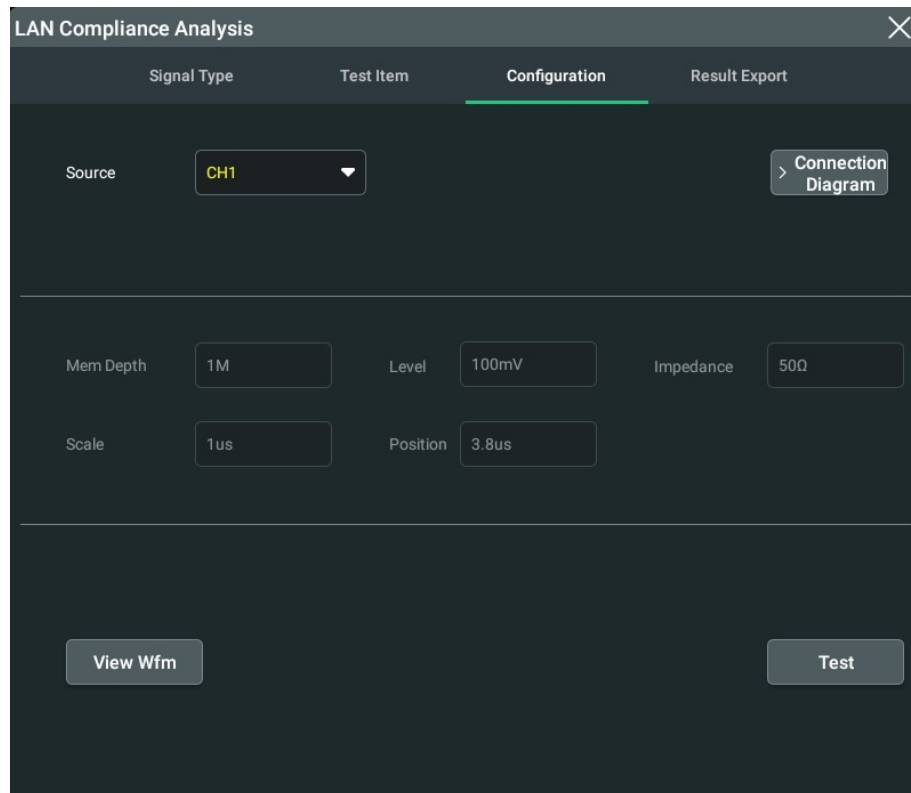 LAN Compliance Analysis
Signal Type Test Item Configuration Result Export
Source CH1 > Connection
Diagram
Mem Depth 1M Level 100mV Impedance 50Ω
Scale 1us Position 3.8us
View Wfm Test